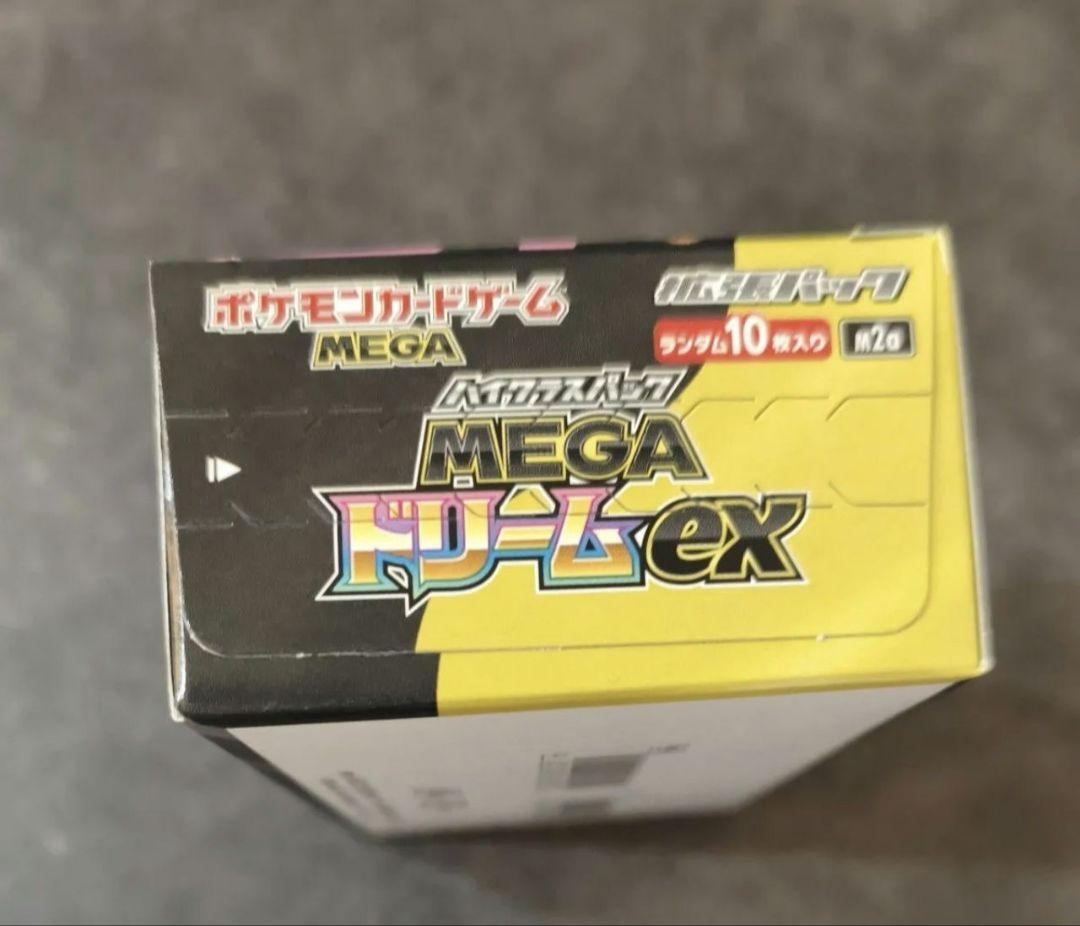 ポケモンカードゲーム
MEGA
拡張パック
ランダム10枚入り
M2a
ハイクラスパック
MEGA
ドリームex